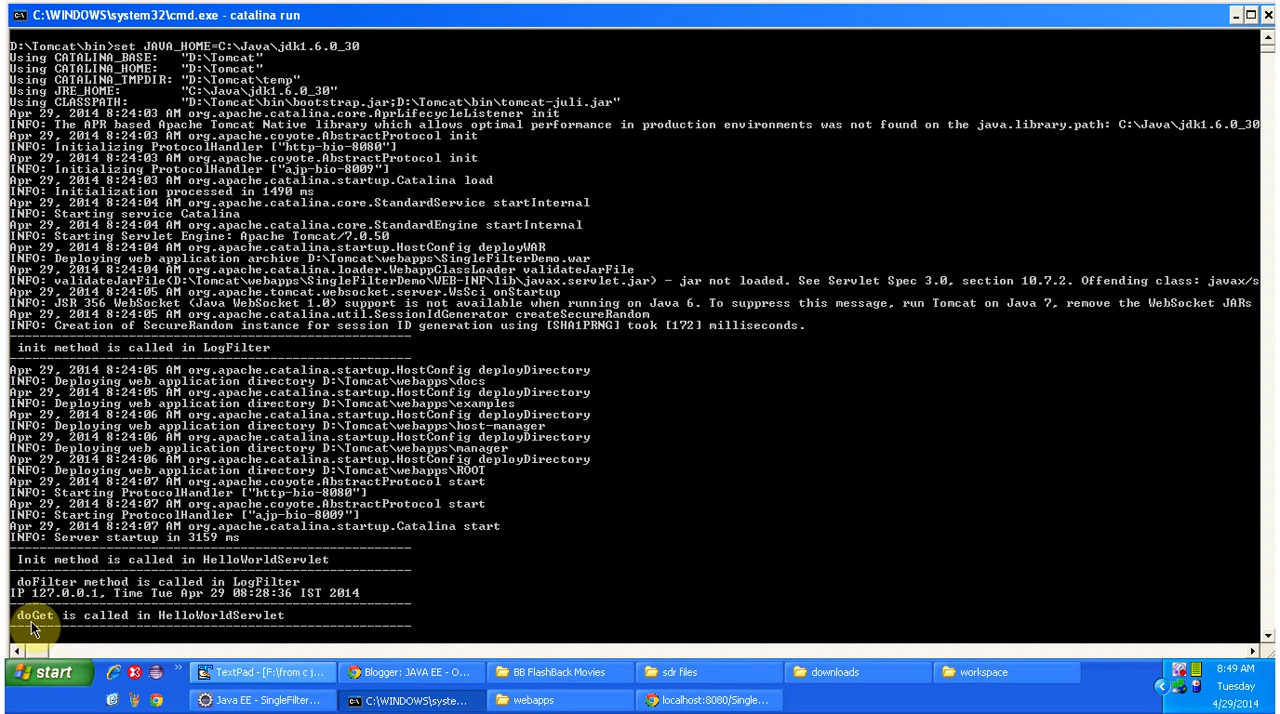 C:\WINDOWS\system32\cmd.exe - catalina run
D:\Tomcat\bin>set JAVA_HOME=C:\Java\jdk1.6.0_30
Using CATALINA_BASE:   "D:\Tomcat"
Using CATALINA_HOME:   "D:\Tomcat"
Using CATALINA_TMPDIR: "D:\Tomcat\temp"
Using JRE_HOME:        "C:\Java\jdk1.6.0_30"
Using CLASSPATH:       "D:\Tomcat\bin\bootstrap.jar;D:\Tomcat\bin\tomcat-juli.jar"
Apr 29, 2014 8:24:03 AM org.apache.catalina.core.AprLifecycleListener init
INFO: The APR based Apache Tomcat Native library which allows optimal performance in production environments was not found on the java.library.path: C:\Java\jdk1.6.0_30
Apr 29, 2014 8:24:03 AM org.apache.coyote.AbstractProtocol init
INFO: Initializing ProtocolHandler ["http-bio-8080"]
Apr 29, 2014 8:24:03 AM org.apache.coyote.AbstractProtocol init
INFO: Initializing ProtocolHandler ["ajp-bio-8009"]
Apr 29, 2014 8:24:03 AM org.apache.catalina.startup.Catalina load
INFO: Initialization processed in 1490 ms
Apr 29, 2014 8:24:04 AM org.apache.catalina.core.StandardService startInternal
INFO: Starting service Catalina
Apr 29, 2014 8:24:04 AM org.apache.catalina.core.StandardEngine startInternal
INFO: Starting Servlet Engine: Apache Tomcat/7.0.50
Apr 29, 2014 8:24:04 AM org.apache.catalina.startup.HostConfig deployWAR
INFO: Deploying web application archive D:\Tomcat\webapps\SingleFilterDemo.war
Apr 29, 2014 8:24:04 AM org.apache.catalina.loader.WebappClassLoader validateJarFile
INFO: validateJarFile(D:\Tomcat\webapps\SingleFilterDemo\WEB-INF\lib\javax.servlet.jar) - jar not loaded. See Servlet Spec 3.0, section 10.7.2. Offending class: javax/s
Apr 29, 2014 8:24:05 AM org.apache.tomcat.websocket.server.WsSci onStartup
INFO: JSR 356 WebSocket (Java WebSocket 1.0) support is not available when running on Java 6. To suppress this message, run Tomcat on Java 7, remove the WebSocket JARs
Apr 29, 2014 8:24:05 AM org.apache.catalina.util.SessionIdGenerator createSecureRandom
INFO: Creation of SecureRandom instance for session ID generation using [SHA1PRNG] took [172] milliseconds.
init method is called in LogFilter
Apr 29, 2014 8:24:05 AM org.apache.catalina.startup.HostConfig deployDirectory
INFO: Deploying web application directory D:\Tomcat\webapps\docs
Apr 29, 2014 8:24:05 AM org.apache.catalina.startup.HostConfig deployDirectory
INFO: Deploying web application directory D:\Tomcat\webapps\examples
Apr 29, 2014 8:24:06 AM org.apache.catalina.startup.HostConfig deployDirectory
INFO: Deploying web application directory D:\Tomcat\webapps\host-manager
Apr 29, 2014 8:24:06 AM org.apache.catalina.startup.HostConfig deployDirectory
INFO: Deploying web application directory D:\Tomcat\webapps\manager
Apr 29, 2014 8:24:06 AM org.apache.catalina.startup.HostConfig deployDirectory
INFO: Deploying web application directory D:\Tomcat\webapps\ROOT
Apr 29, 2014 8:24:07 AM org.apache.coyote.AbstractProtocol start
INFO: Starting ProtocolHandler ["http-bio-8080"]
Apr 29, 2014 8:24:07 AM org.apache.coyote.AbstractProtocol start
INFO: Starting ProtocolHandler ["ajp-bio-8009"]
Apr 29, 2014 8:24:07 AM org.apache.catalina.startup.Catalina start
INFO: Server startup in 3159 ms
Init method is called in HelloWorldServlet
doFilter method is called in LogFilter
IP 127.0.0.1, Time Tue Apr 29 08:28:36 IST 2014
doGet is called in HelloWorldServlet
start
TextPad - [F:\from c j...
Blogger: JAVA EE - O...
BB FlashBack Movies
sdr files
downloads
workspace
8:49 AM
Java EE - SingleFilter...
C:\WINDOWS\syste...
webapps
localhost:8080/Single...
Tuesday
4/29/2014